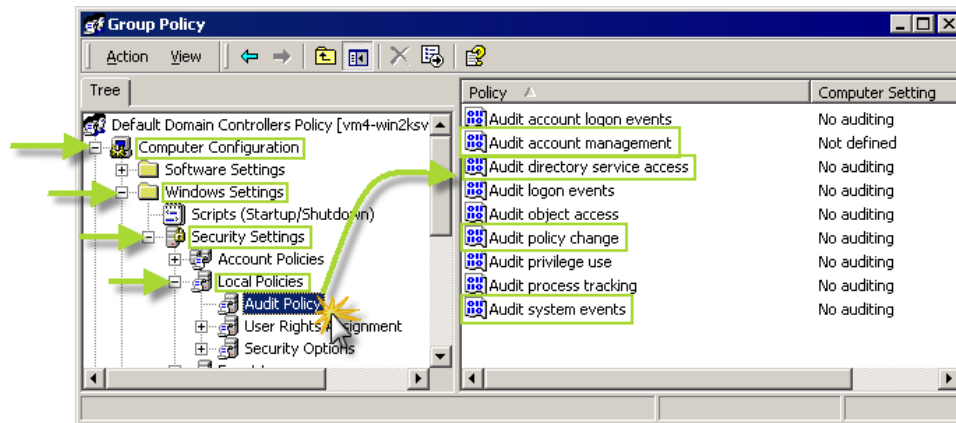 Group Policy
Action View
Tree
Default Domain Controllers Policy [vm4-win2ksv
Computer Configuration
Software Settings
Windows Settings
Scripts (Startup/Shutdown)
Security Settings
Account Policies
Local Policies
Audit Policy
User Rights Assignment
Security Options
Policy Computer Setting
Audit account logon events No auditing
Audit account management Not defined
Audit directory service access No auditing
Audit logon events No auditing
Audit object access No auditing
Audit policy change No auditing
Audit privilege use No auditing
Audit process tracking No auditing
Audit system events No auditing